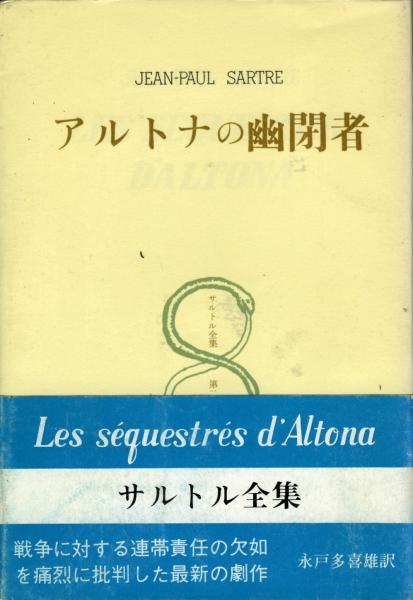 JEAN-PAUL SARTRE
アルトナの幽閉者
サルトル全集
第
Les séquestrés d'Altona
サルトル全集
戦争に対する連帯責任の欠如
を痛烈に批判した最新の劇作
永戸多喜雄訳